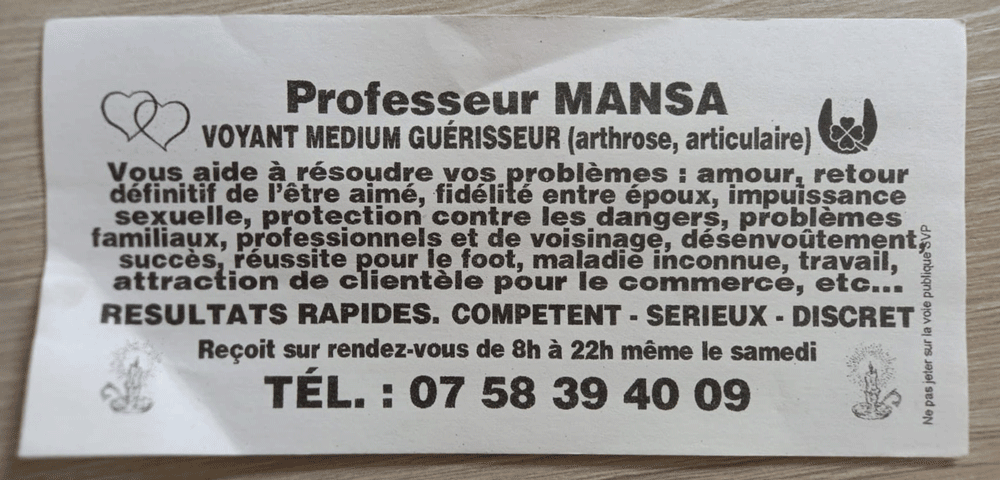 Professeur MANSA
VOYANT MEDIUM GUÉRISSEUR (arthrose, articulaire)
Vous aide à résoudre vos problèmes : amour, retour
définitif de l'être aimé, fidélité entre époux, impuissance
sexuelle, protection contre les dangers, problèmes
familiaux, professionnels et de voisinage, désenvoûtement,
succès, réussite pour le foot, maladie inconnue, travail,
attraction de clientèle pour le commerce, etc...
RESULTATS RAPIDES. COMPETENT - SERIEUX - DISCRET
Reçoit sur rendez-vous de 8h à 22h même le samedi
TÉL. : 07 58 39 40 09
Ne pas jeter sur la voie publique SVP